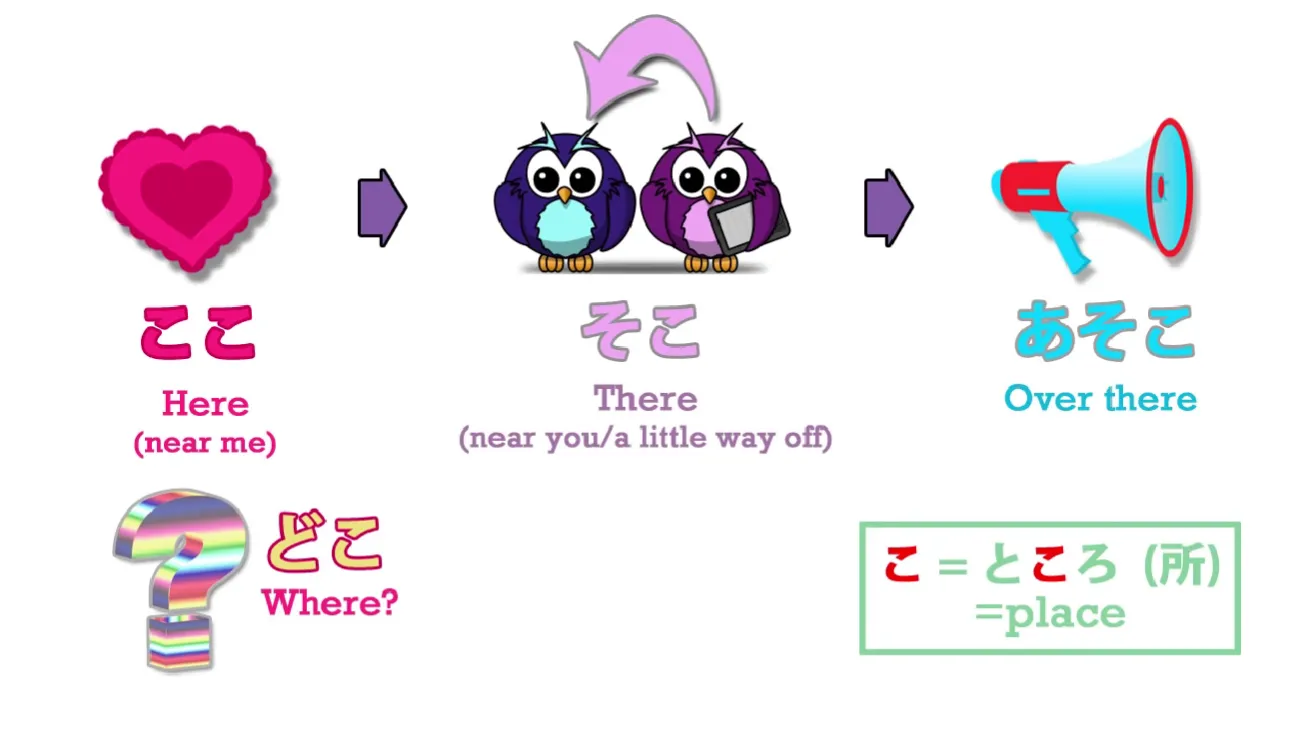 ここ
Here
(near me)
そこ
There
(near you/a little way off)
あそこ
Over there
?
どこ
Where?
こ = ところ (所)
=place